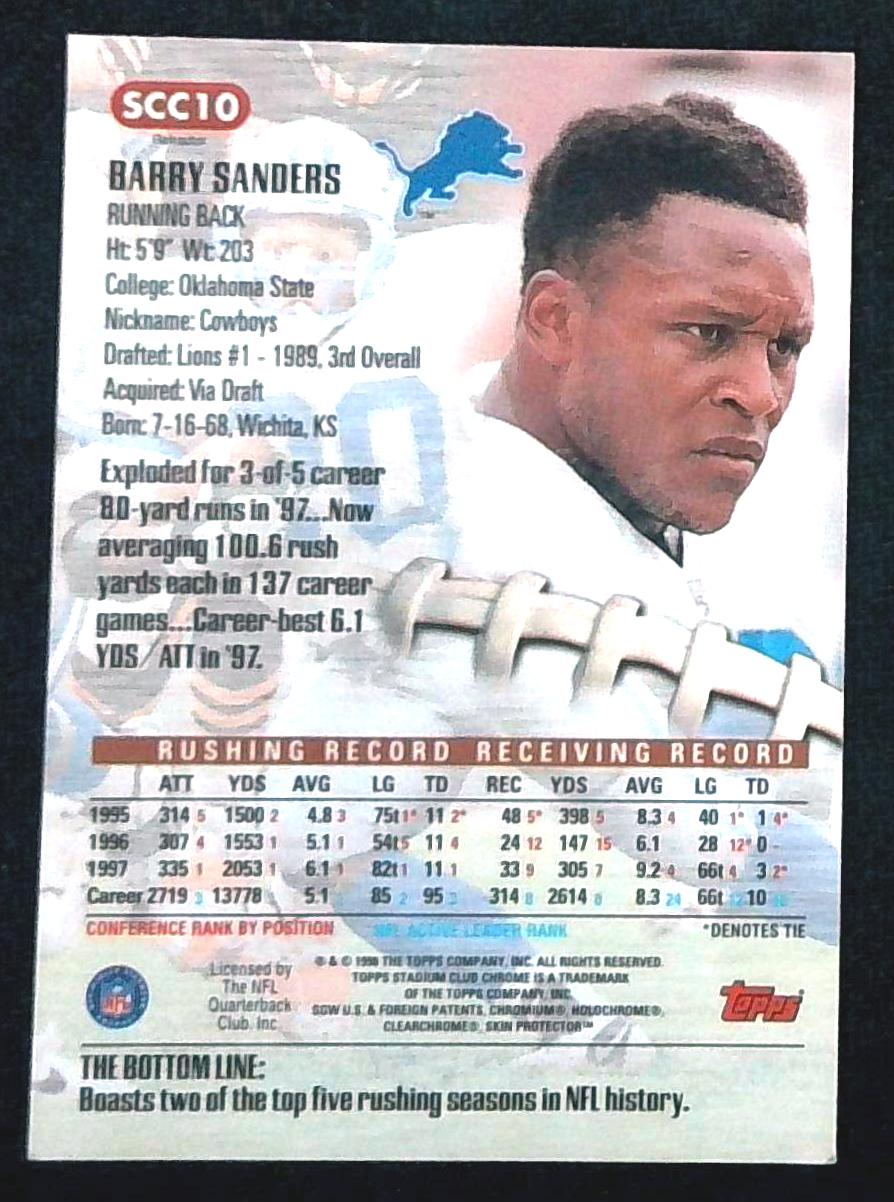 SCC10
Refractor
BARRY SANDERS
RUNNING BACK
Ht: 5'9" Wt: 203
College: Oklahoma State
Nickname: Cowboys
Drafted: Lions #1 - 1989, 3rd Overall
Acquired: Via Draft
Born: 7-16-68, Wichita, KS
Exploded for 3-of-5 career
80-yard runs in '97...Now
averaging 100.6 rush
yards each in 137 career
games...Career-best 6.1
YDS/ATT in '97.
RUSHING RECORD RECEIVING RECORD
ATT YDS AVG LG TD REC YDS AVG LG TD
1995 314 5 1500 2 4.8 3 75t 1* 11 2* 48 5* 398 5 8.3 4 40 1* 1 4*
1996 307 4 1553 1 5.1 1 54t 5 11 4 24 12 147 15 6.1 28 12* 0 -
1997 335 1 2053 1 6.1 1 82t 1 11 1 33 9 305 7 9.2 4 66t 4 3 2*
Career 2719 3 13778 5.1 85 2 95 3 314 8 2614 8 8.3 24 66t 10
CONFERENCE RANK BY POSITION NFL ACTIVE LEADER RANK *DENOTES TIE
NFL
Licensed by
The NFL
Quarterback
Club, Inc.
® & © 1998 THE TOPPS COMPANY, INC. ALL RIGHTS RESERVED.
TOPPS STADIUM CLUB CHROME IS A TRADEMARK
OF THE TOPPS COMPANY, INC.
SGW U.S. & FOREIGN PATENTS, CHROMIUM®, HOLOCHROME®,
CLEARCHROME®, SKIN PROTECTOR™
Topps®
THE BOTTOM LINE:
Boasts two of the top five rushing seasons in NFL history.